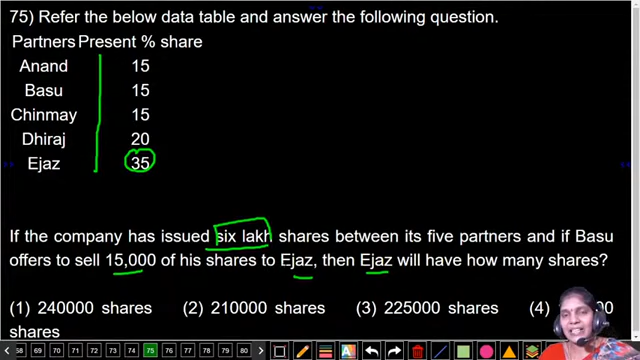 75) Refer the below data table and answer the following question.
Partners Present % share
Anand 15
Basu 15
Chinmay 15
Dhiraj 20
Ejaz 35
If the company has issued six lakh shares between its five partners and if Basu
offers to sell 15,000 of his shares to Ejaz, then Ejaz will have how many shares?
(1) 240000 shares (2) 210000 shares (3) 225000 shares (4)
shares
68 69 70 71 72 73 74 75 76 77 78 79 80